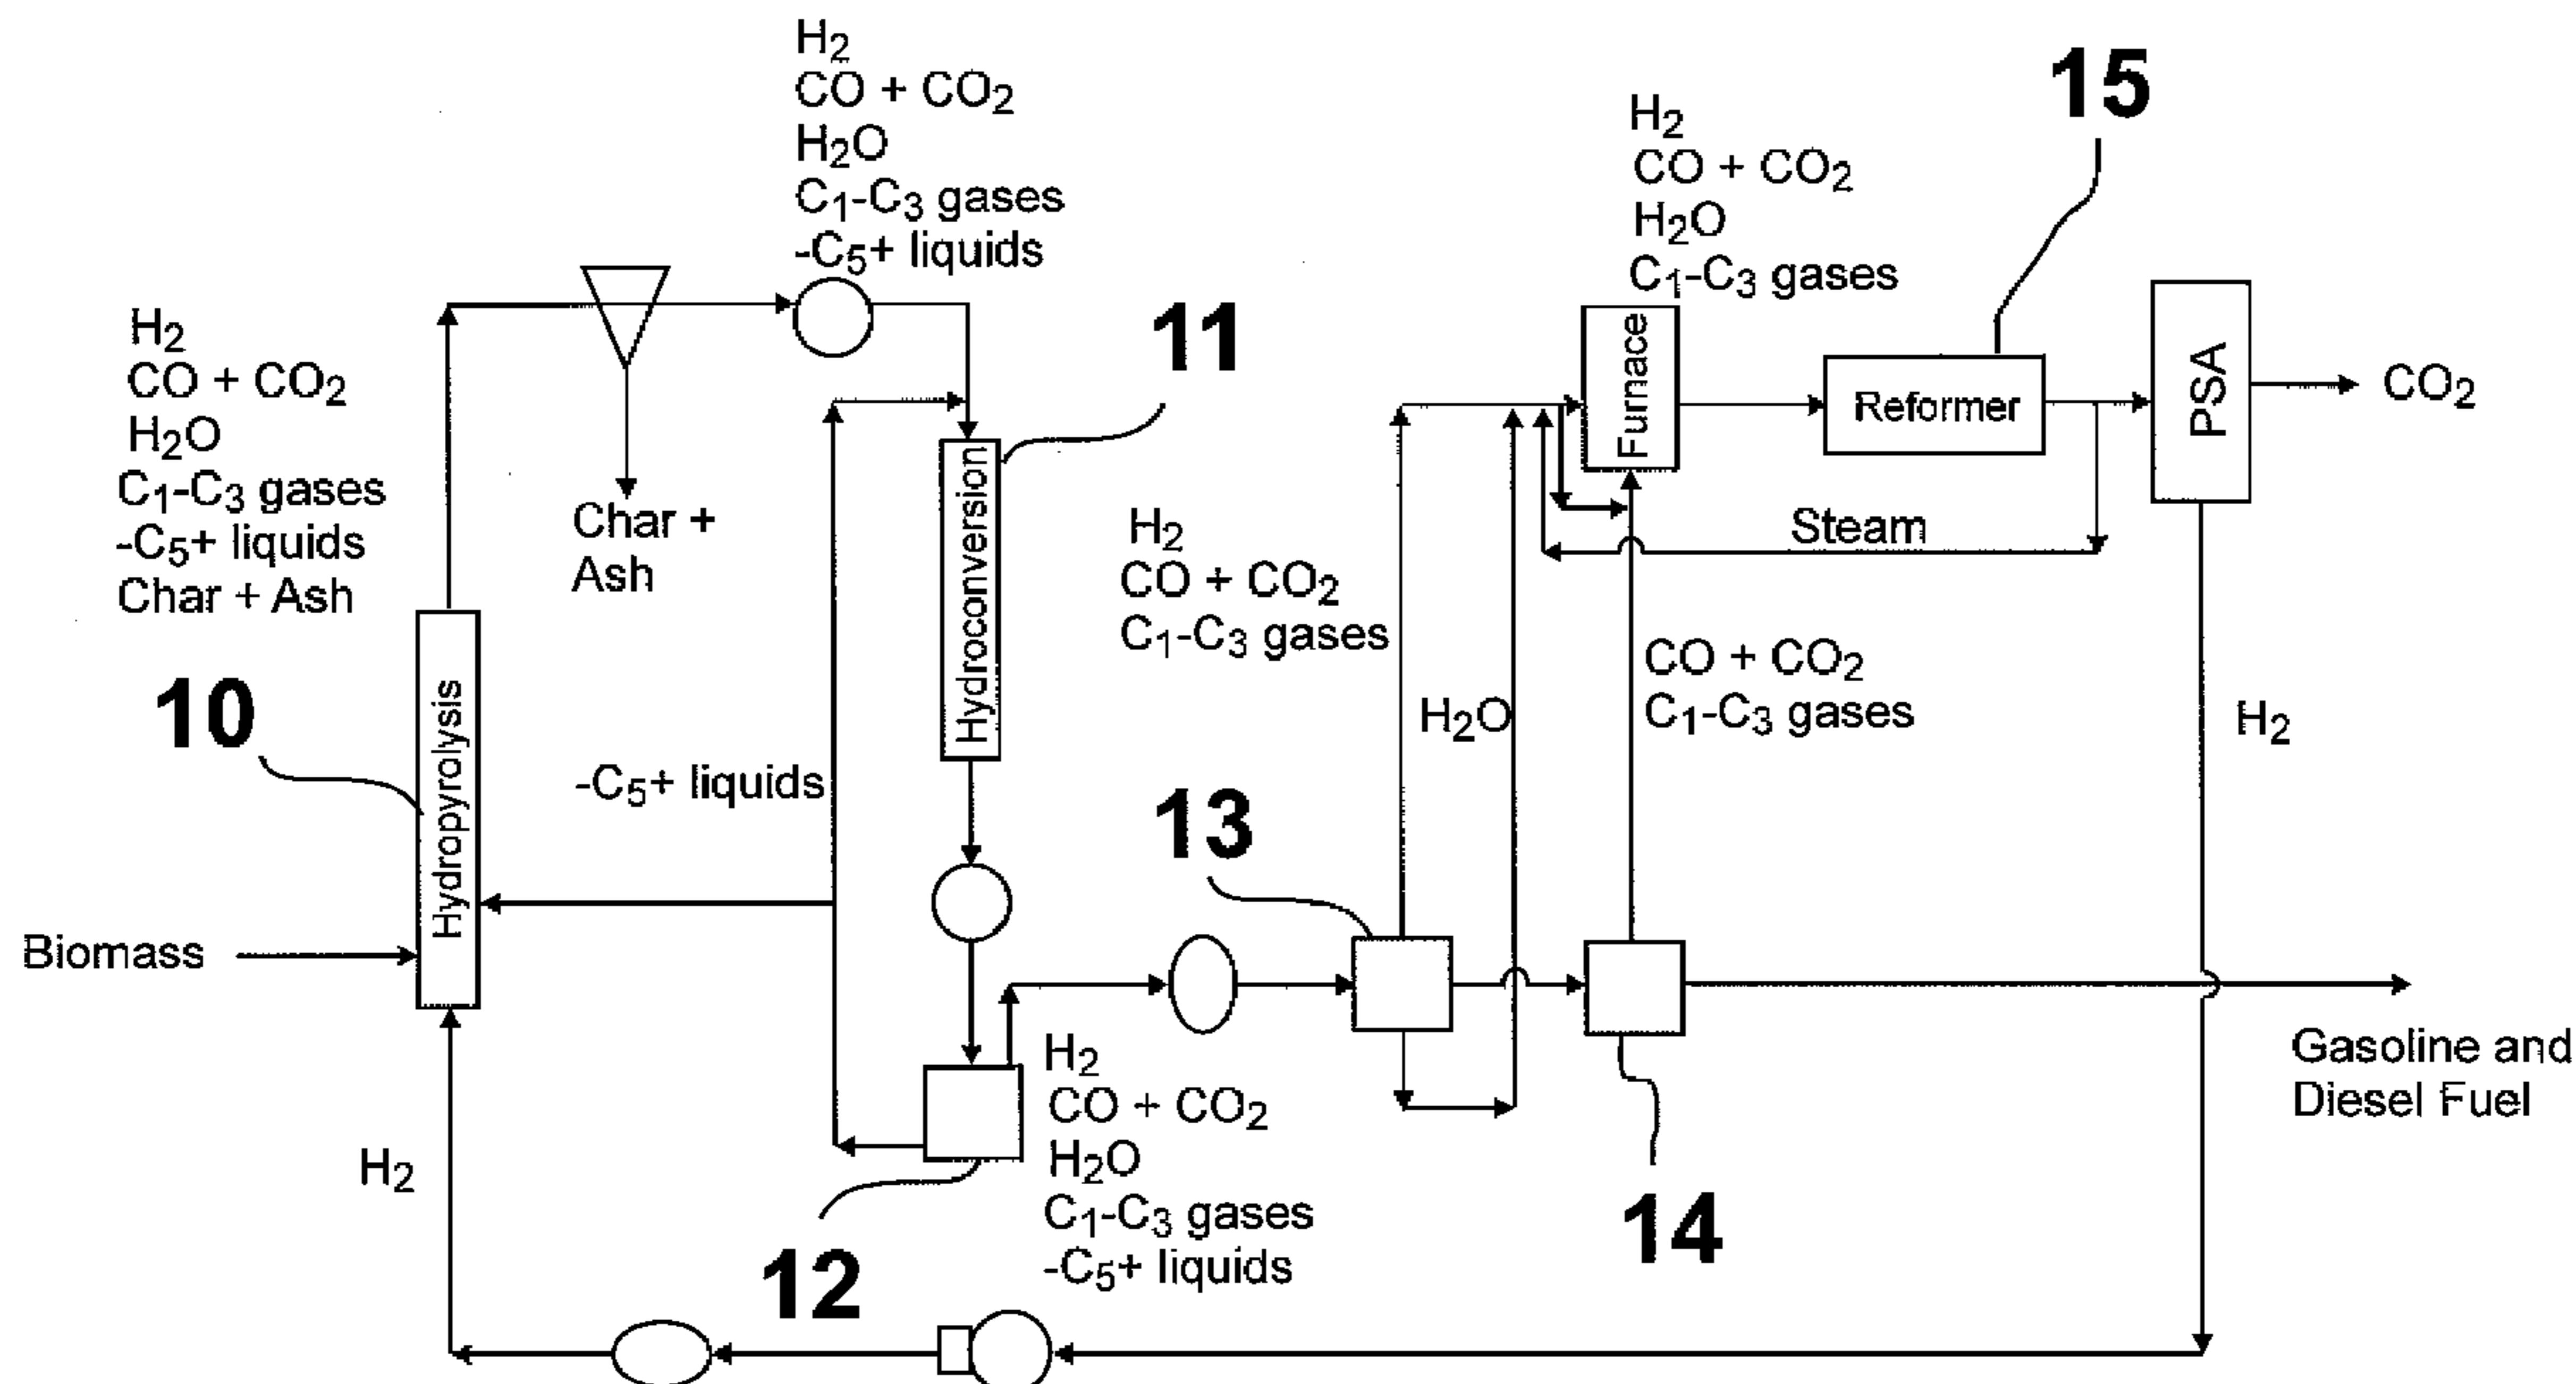 H₂
CO + CO₂
H₂O
C₁-C₃ gases
-C₅+ liquids
15
H₂
CO + CO₂
H₂O
C₁-C₃ gases
H₂
CO + CO₂
H₂O
C₁-C₃ gases
-C₅+ liquids
Char + Ash
11
Furnace
Reformer
PSA
CO₂
Char +
Ash
Hydroconversion
Steam
H₂
CO + CO₂
C₁-C₃ gases
10
Hydropyrolysis
-C₅+ liquids
H₂O
CO + CO₂
C₁-C₃ gases
H₂
13
Biomass
H₂
CO + CO₂
H₂O
C₁-C₃ gases
-C₅+ liquids
Gasoline and
Diesel Fuel
H₂
12
14